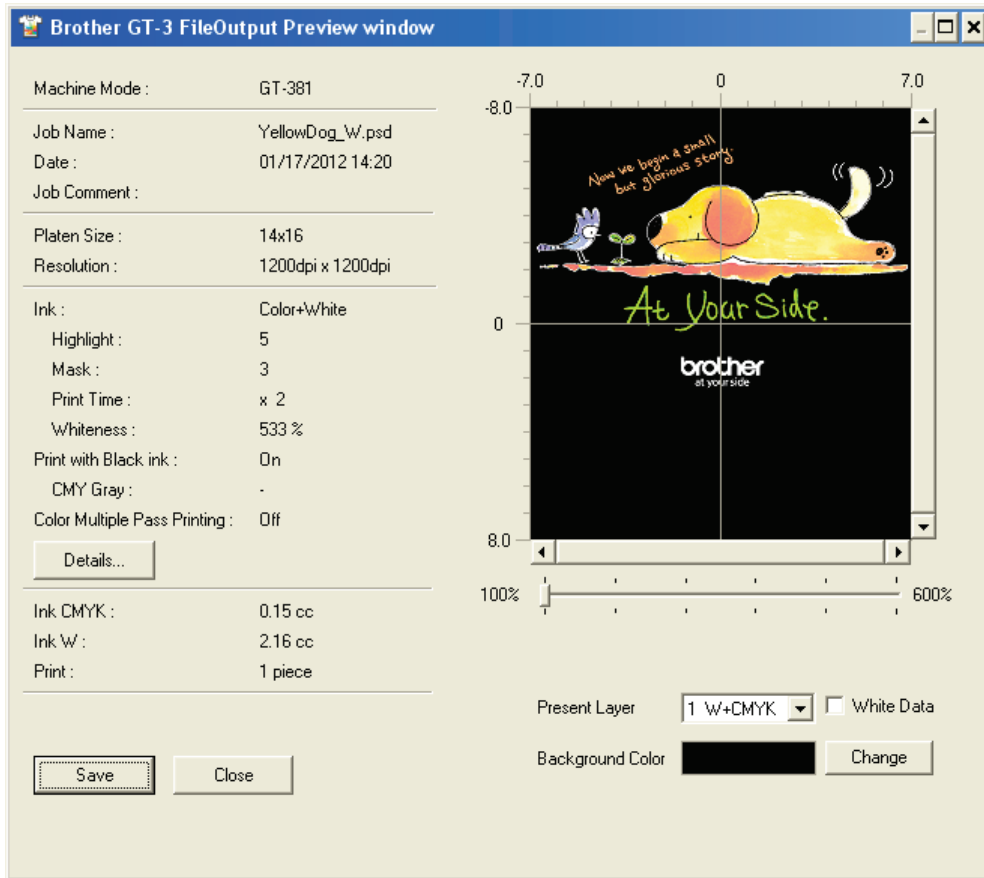 Brother GT-3 FileOutput Preview window
Machine Mode : GT-381
Job Name : YellowDog_W.psd
Date : 01/17/2012 14:20
Job Comment :
Platen Size : 14x16
Resolution : 1200dpi x 1200dpi
Ink : Color+White
Highlight : 5
Mask : 3
Print Time : x 2
Whiteness : 533 %
Print with Black ink : On
CMY Gray : -
Color Multiple Pass Printing : Off
Details...
Ink CMYK : 0.15 cc
Ink W : 2.16 cc
Print : 1 piece
Save Close
-7.0 0 7.0
-8.0
Now we begin a small
but glorious story.
At Your Side.
0
brother
at your side
8.0
100% 600%
Present Layer 1 W+CMYK White Data
Background Color Change